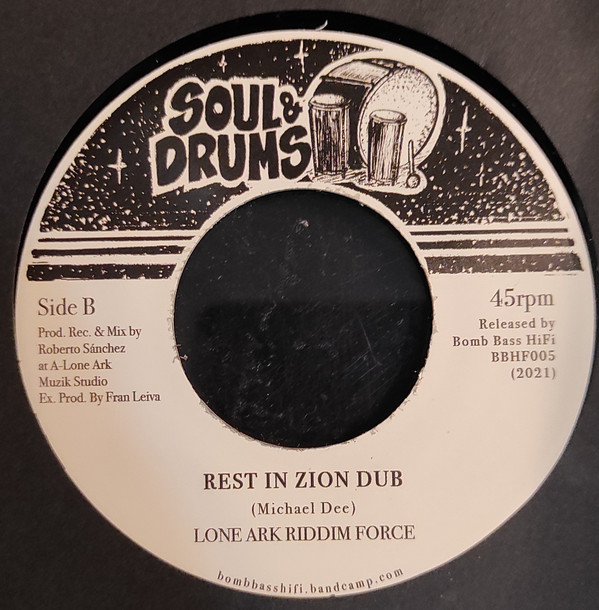 SOUL &
DRUMS
Side B
Prod. Rec. & Mix by
Roberto Sánchez
at A-Lone Ark
Muzik Studio
Ex. Prod. By Fran Leiva
45rpm
Released by
Bomb Bass HiFi
BBHF005
(2021)
REST IN ZION DUB
(Michael Dee)
LONE ARK RIDDIM FORCE
bombbasshifi.bandcamp.com